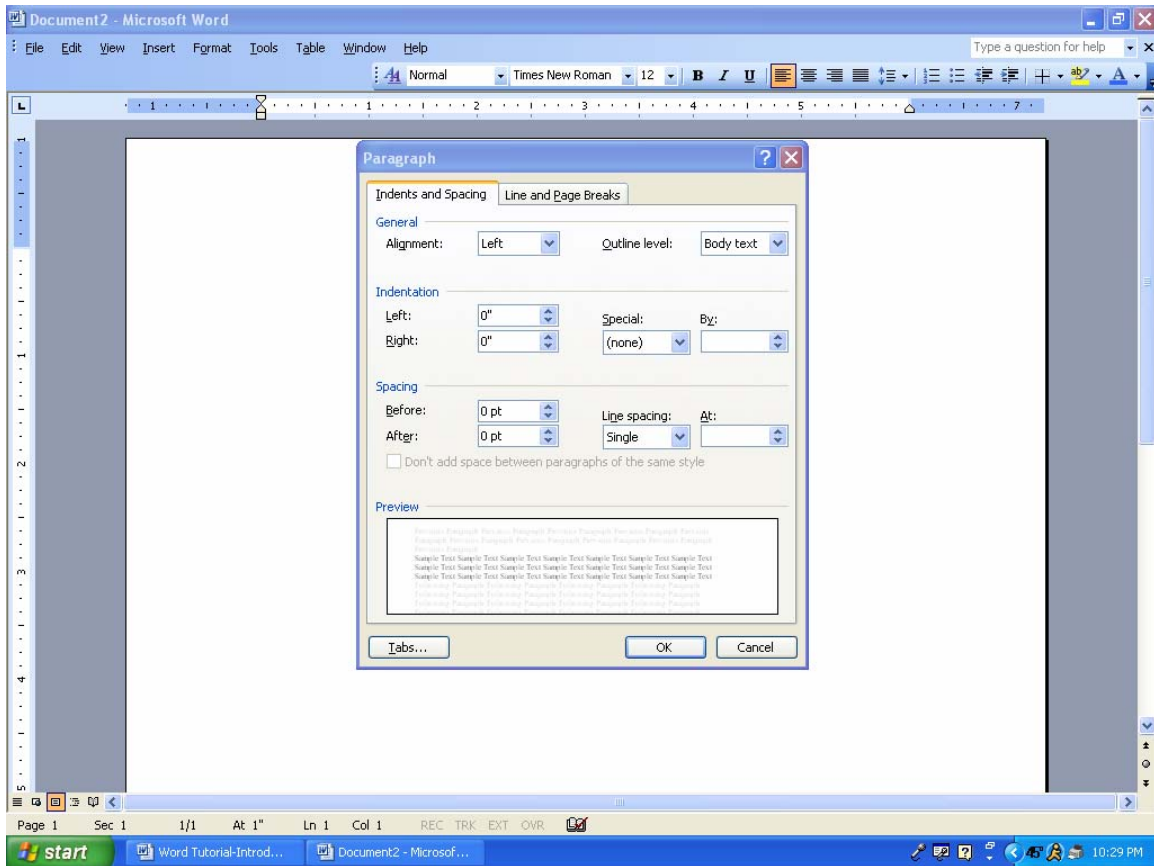 Document2 - Microsoft Word
File Edit View Insert Format Tools Table Window Help Type a question for help
Normal Times New Roman 12 B I U
1 1 2 3 4 5 7
Paragraph
Indents and Spacing Line and Page Breaks
General
Alignment: Left Outline level: Body text
Indentation
Left: 0" Special: By:
Right: 0" (none)
Spacing
Before: 0 pt Line spacing: At:
After: 0 pt Single
Don't add space between paragraphs of the same style
Preview
Sample Text Sample Text Sample Text Sample Text Sample Text Sample Text Sample Text
Sample Text Sample Text Sample Text Sample Text Sample Text Sample Text Sample Text
Sample Text Sample Text Sample Text Sample Text Sample Text Sample Text Sample Text
Tabs... OK Cancel
Page 1 Sec 1 1/1 At 1" Ln 1 Col 1 REC TRK EXT OVR
start Word Tutorial-Introd... Document2 - Microsof... 10:29 PM